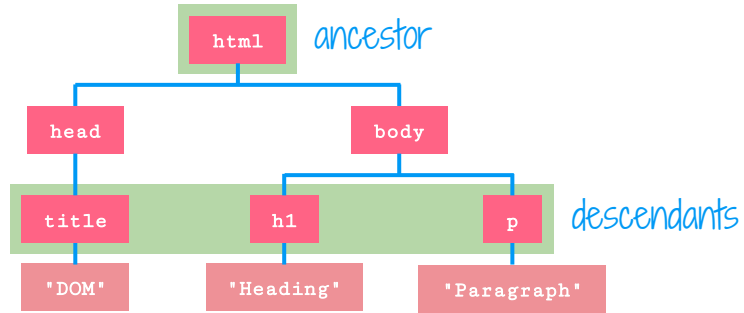 html
ancestor
head
body
title
h1
p
descendants
"DOM"
"Heading"
"Paragraph"